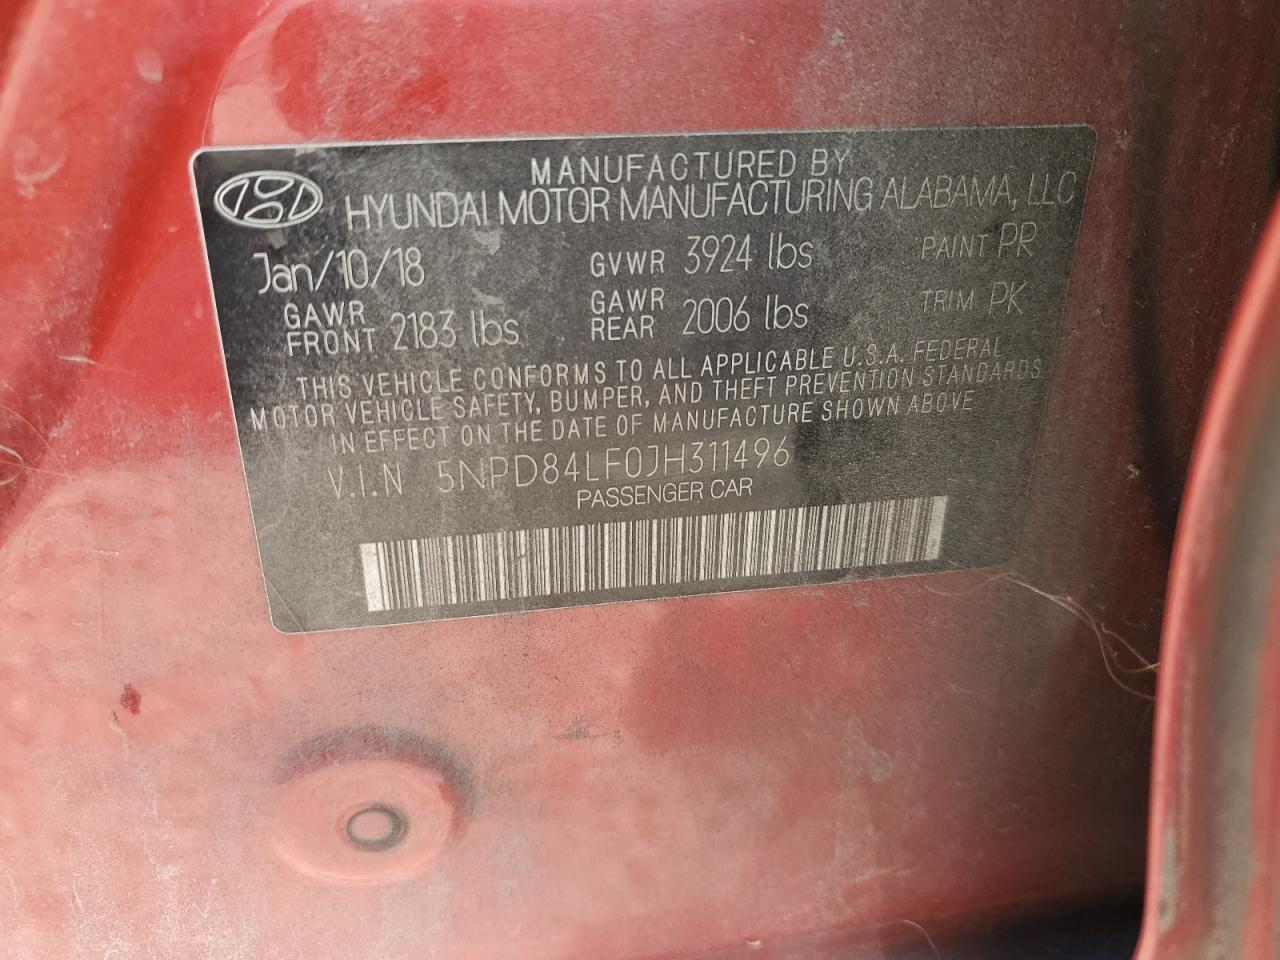 MANUFACTURED BY
HYUNDAI MOTOR MANUFACTURING ALABAMA, LLC
Jan/10/18 GVWR 3924 lbs PAINT PR
GAWR FRONT 2183 lbs GAWR REAR 2006 lbs TRIM PK
THIS VEHICLE CONFORMS TO ALL APPLICABLE U.S.A. FEDERAL
MOTOR VEHICLE SAFETY, BUMPER, AND THEFT PREVENTION STANDARDS
IN EFFECT ON THE DATE OF MANUFACTURE SHOWN ABOVE
V.I.N 5NPD84LF0JH311496
PASSENGER CAR